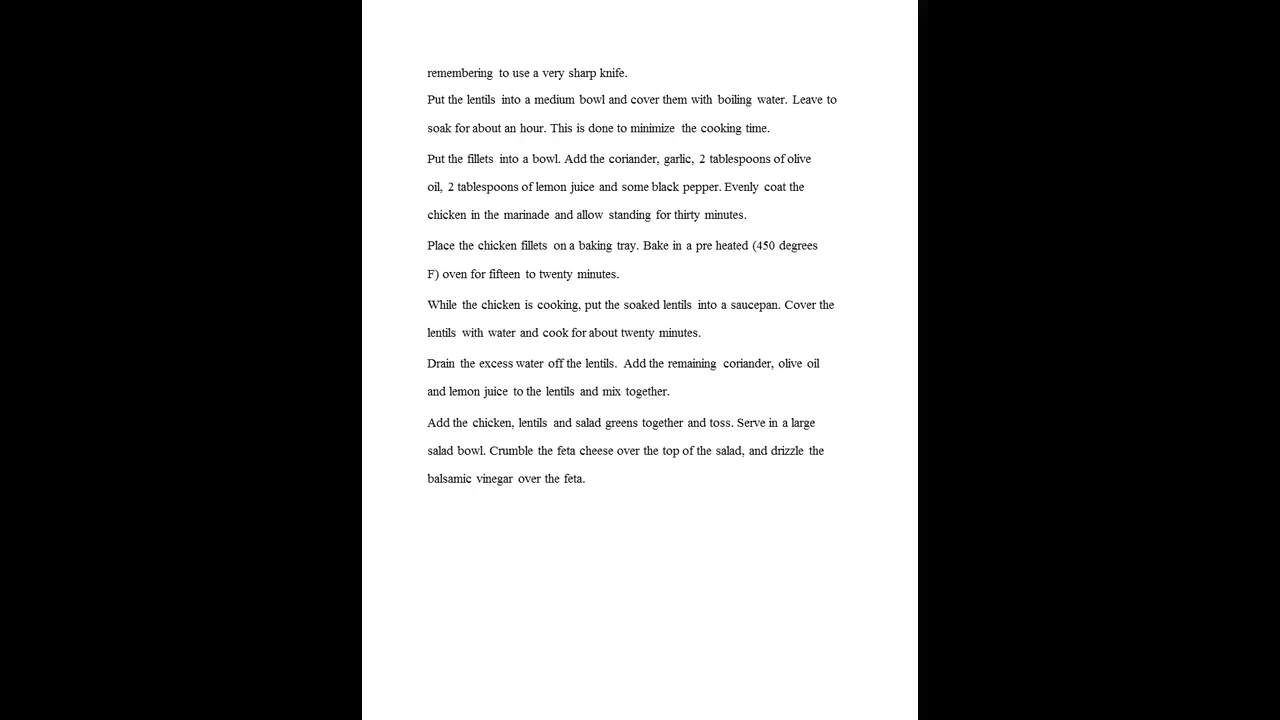 remembering to use a very sharp knife.
Put the lentils into a medium bowl and cover them with boiling water. Leave to
soak for about an hour. This is done to minimize the cooking time.
Put the fillets into a bowl. Add the coriander, garlic, 2 tablespoons of olive
oil, 2 tablespoons of lemon juice and some black pepper. Evenly coat the
chicken in the marinade and allow standing for thirty minutes.
Place the chicken fillets on a baking tray. Bake in a pre heated (450 degrees
F) oven for fifteen to twenty minutes.
While the chicken is cooking, put the soaked lentils into a saucepan. Cover the
lentils with water and cook for about twenty minutes.
Drain the excess water off the lentils. Add the remaining coriander, olive oil
and lemon juice to the lentils and mix together.
Add the chicken, lentils and salad greens together and toss. Serve in a large
salad bowl. Crumble the feta cheese over the top of the salad, and drizzle the
balsamic vinegar over the feta.